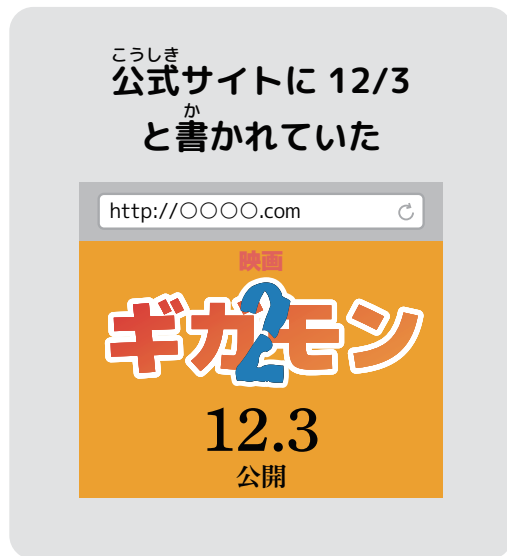 こうしき
公式サイトに 12/3
か
と書かれていた
http://○○○○.com
映画
ギガモン
2
12.3
公開